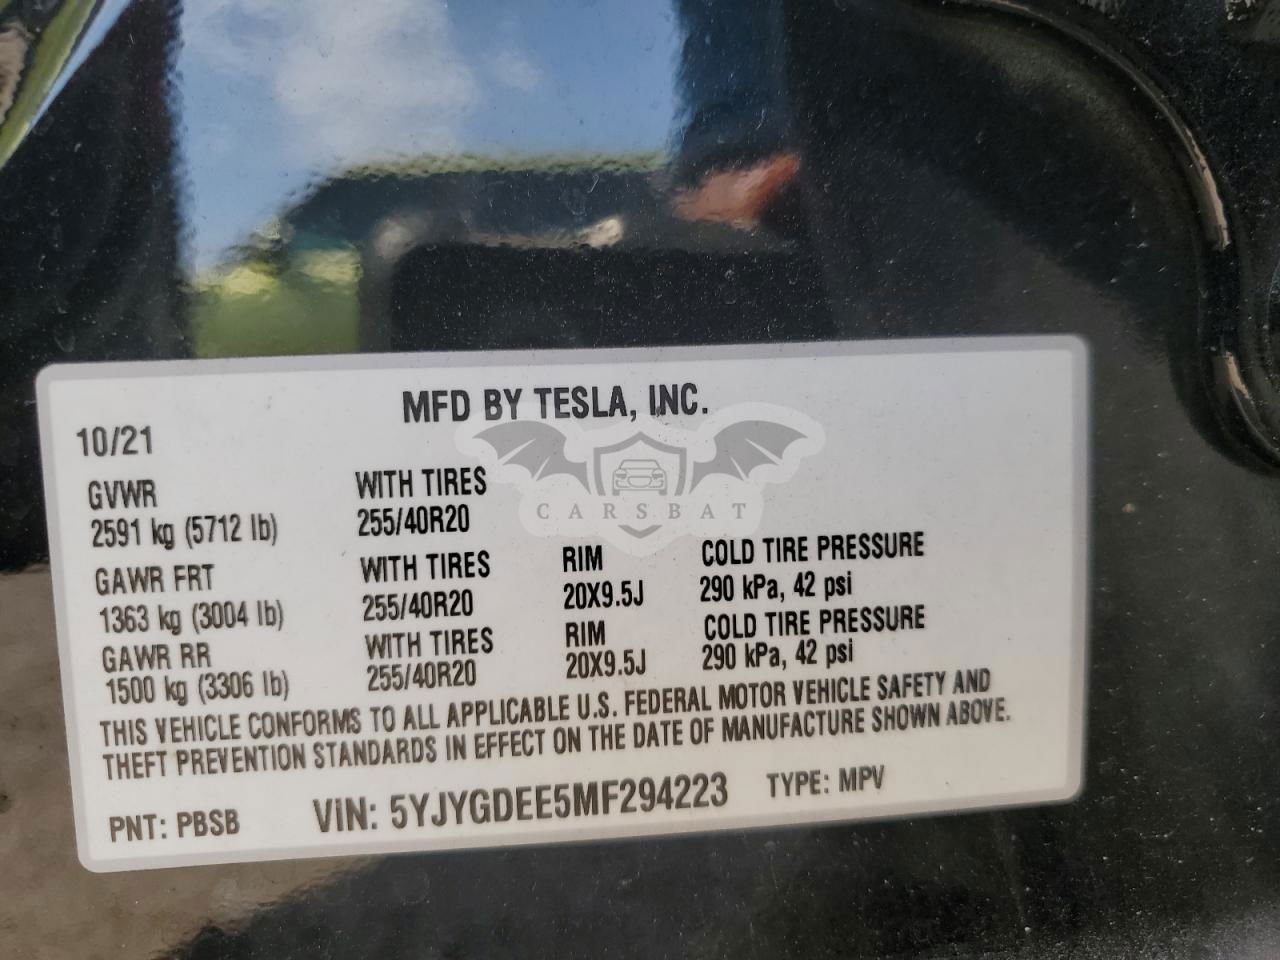 MFD BY TESLA, INC.
10/21
GVWR WITH TIRES
2591 kg (5712 lb) 255/40R20
CARSBAT
GAWR FRT WITH TIRES RIM COLD TIRE PRESSURE
1363 kg (3004 lb) 255/40R20 20X9.5J 290 kPa, 42 psi
GAWR RR WITH TIRES RIM COLD TIRE PRESSURE
1500 kg (3306 lb) 255/40R20 20X9.5J 290 kPa, 42 psi
THIS VEHICLE CONFORMS TO ALL APPLICABLE U.S. FEDERAL MOTOR VEHICLE SAFETY AND
THEFT PREVENTION STANDARDS IN EFFECT ON THE DATE OF MANUFACTURE SHOWN ABOVE.
PNT: PBSB VIN: 5YJYGDEE5MF294223 TYPE: MPV